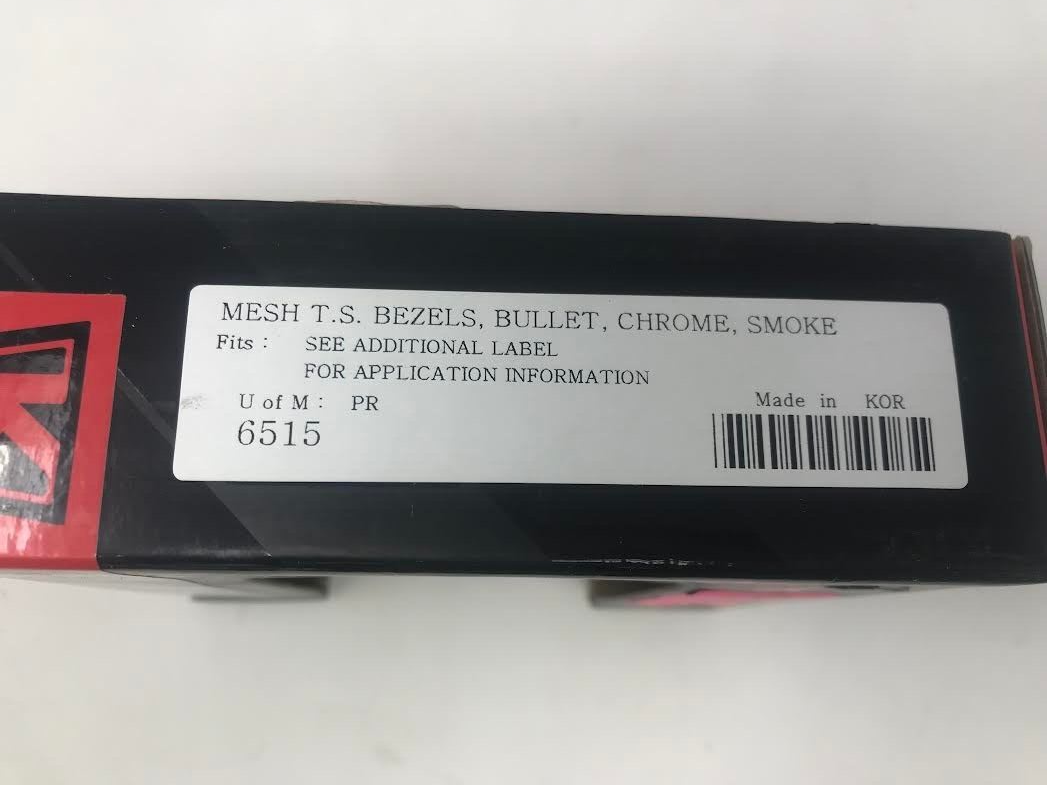 MESH T.S. BEZELS, BULLET, CHROME, SMOKE
Fits : SEE ADDITIONAL LABEL
FOR APPLICATION INFORMATION
U of M : PR
Made in KOR
6515